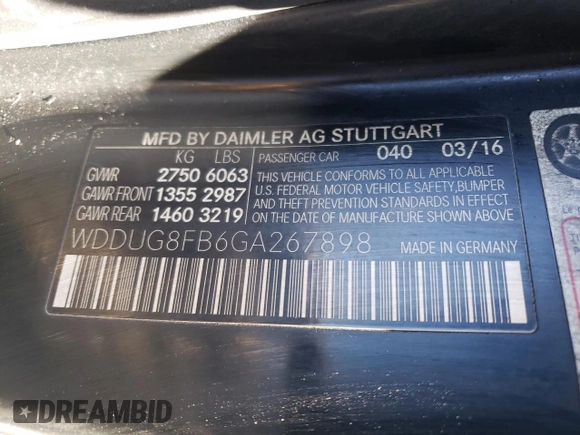 MFD BY DAIMLER AG STUTTGART
KG LBS
GVWR 2750 6063
GAWR FRONT 1355 2987
GAWR REAR 1460 3219
PASSENGER CAR 040 03/16
THIS VEHICLE CONFORMS TO ALL APPLICABLE
U.S. FEDERAL MOTOR VEHICLE SAFETY, BUMPER
AND THEFT PREVENTION STANDARDS IN EFFECT
ON THE DATE OF MANUFACTURE SHOWN ABOVE.
WDDUG8FB6GA267898 MADE IN GERMANY
DREAMBID